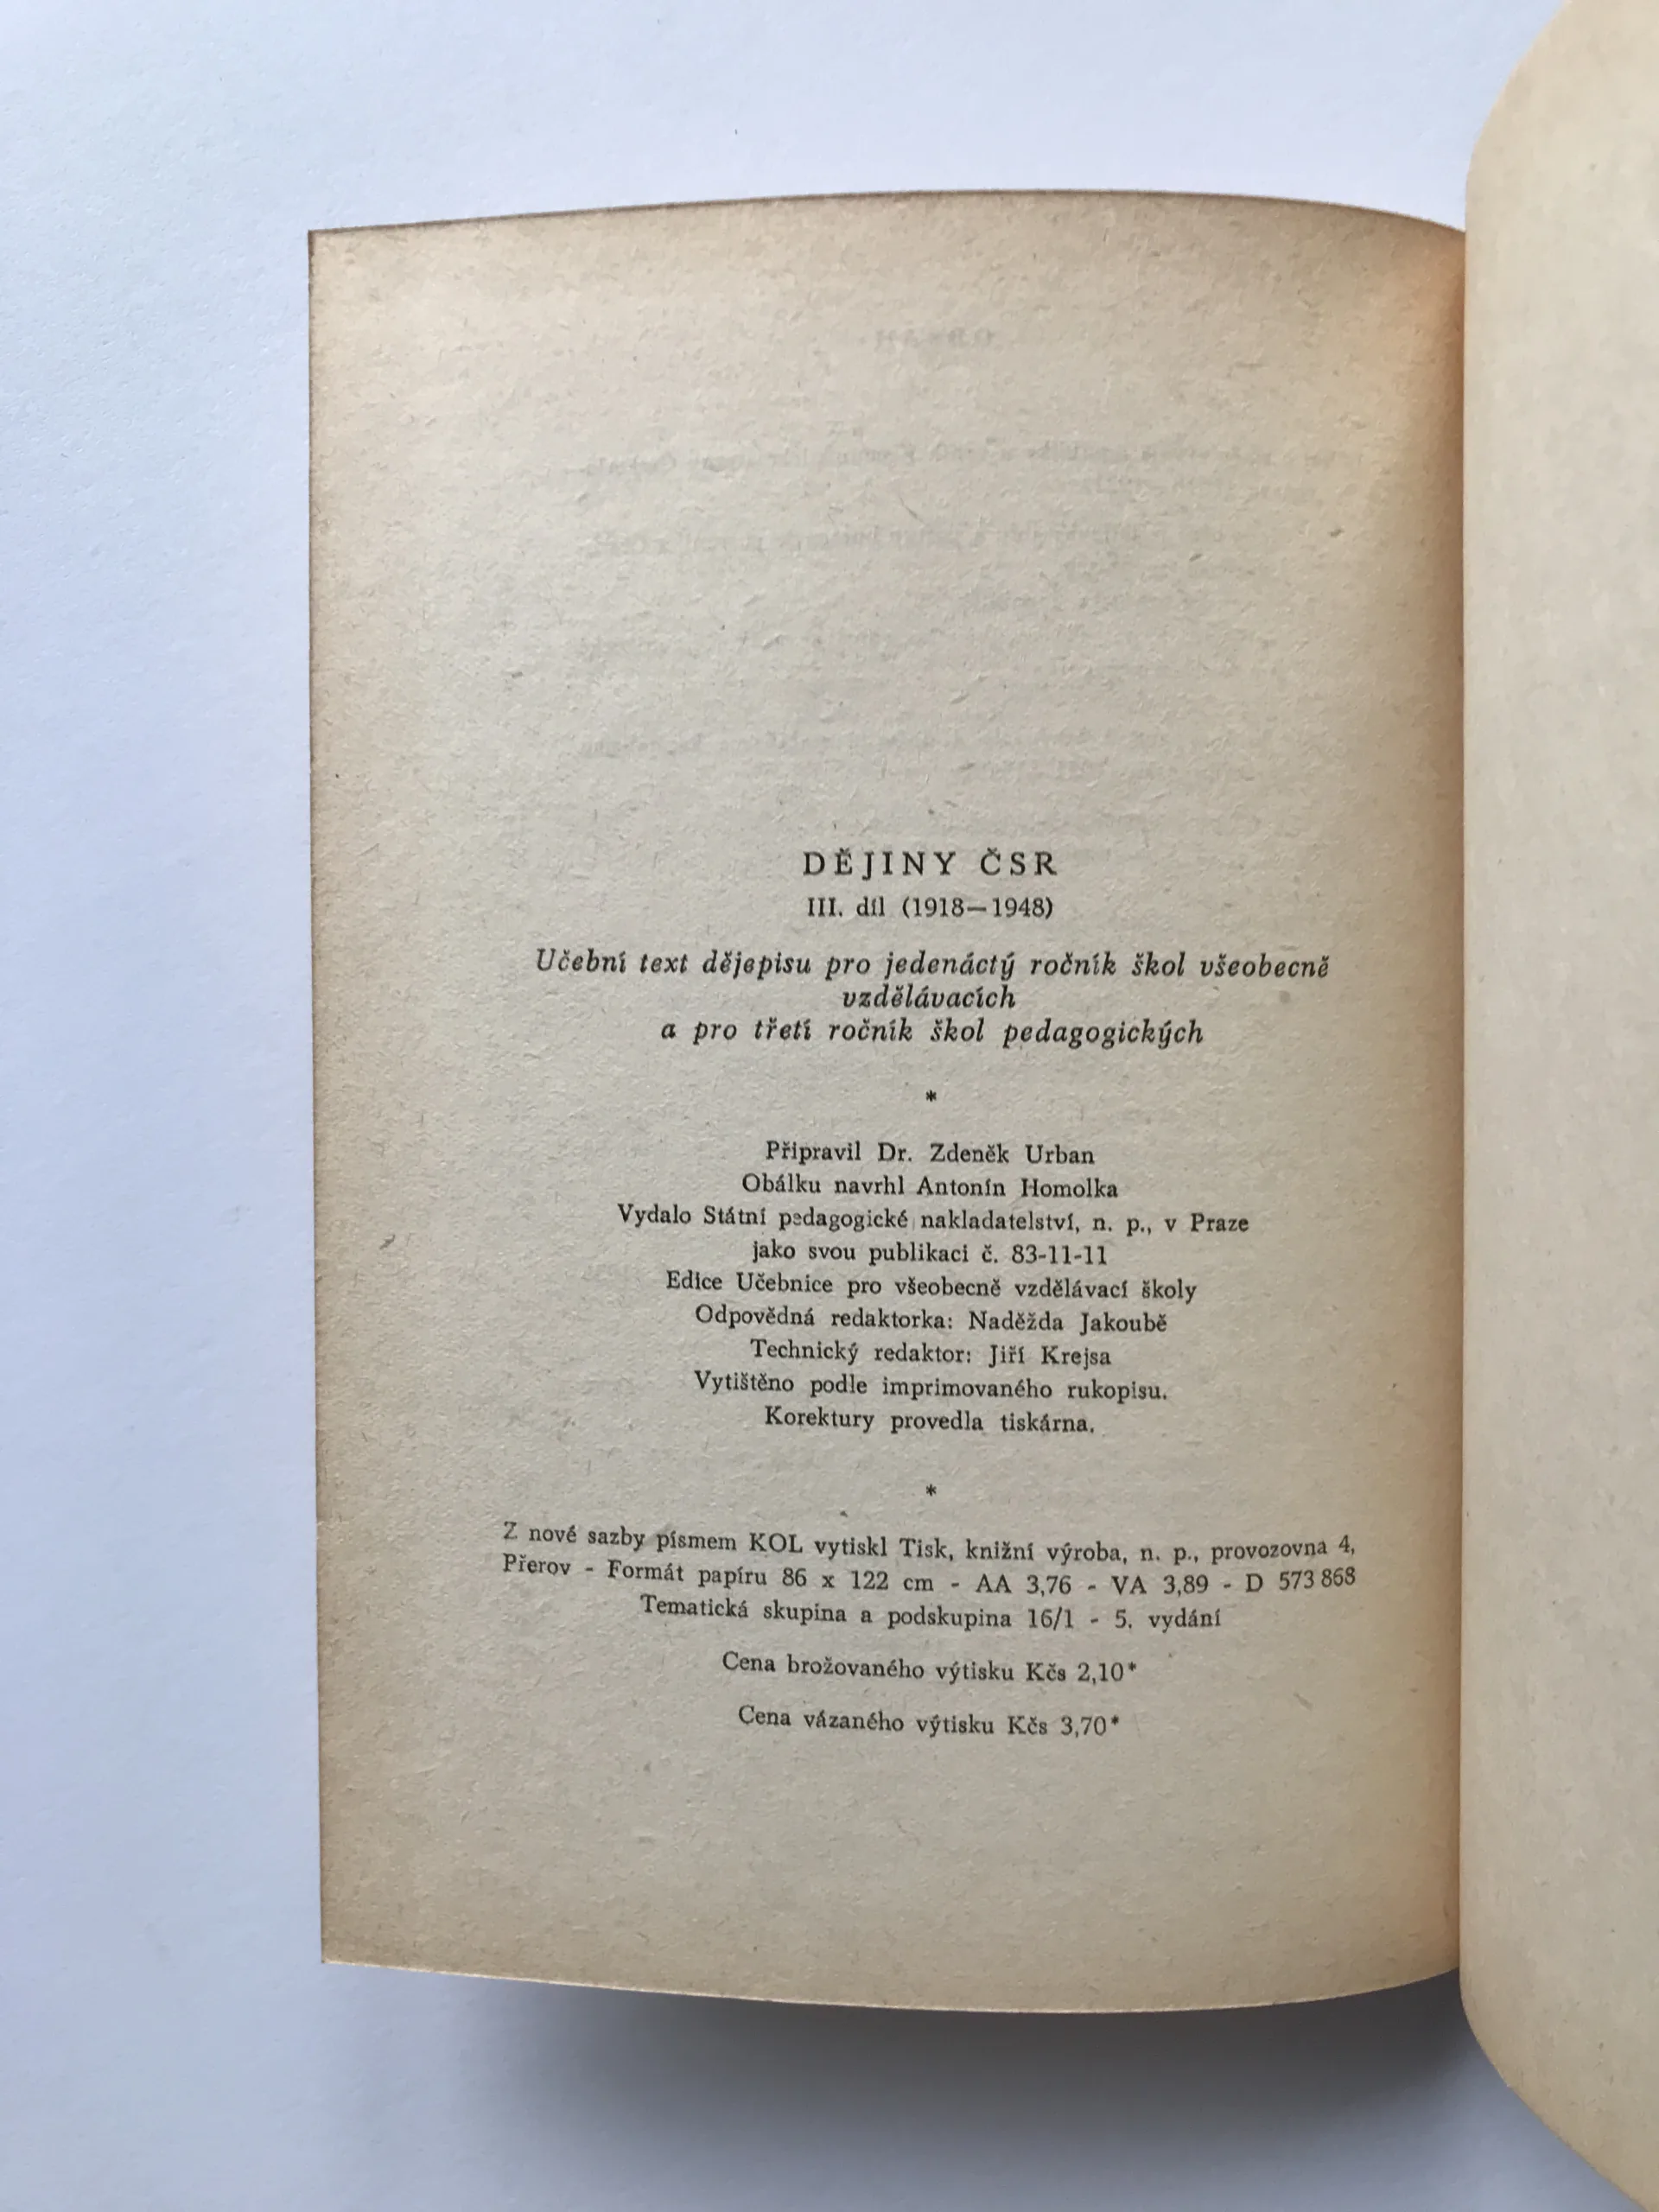 DĚJINY ČSR
III. díl (1918—1948)
Učební text dějepisu pro jedenáctý ročník škol všeobecně
vzdělávacích
a pro třetí ročník škol pedagogických
*
Připravil Dr. Zdeněk Urban
Obálku navrhl Antonín Homolka
Vydalo Státní pedagogické nakladatelství, n. p., v Praze
jako svou publikaci č. 83-11-11
Edice Učebnice pro všeobecně vzdělávací školy
Odpovědná redaktorka: Naděžda Jakoubě
Technický redaktor: Jiří Krejsa
Vytištěno podle imprimovaného rukopisu.
Korektury provedla tiskárna.
*
Z nové sazby písmem KOL vytiskl Tisk, knižní výroba, n. p., provozovna 4,
Přerov - Formát papíru 86 x 122 cm - AA 3,76 - VA 3,89 - D 573 868
Tematická skupina a podskupina 16/1 - 5. vydání
Cena brožovaného výtisku Kčs 2,10*
Cena vázaného výtisku Kčs 3,70*